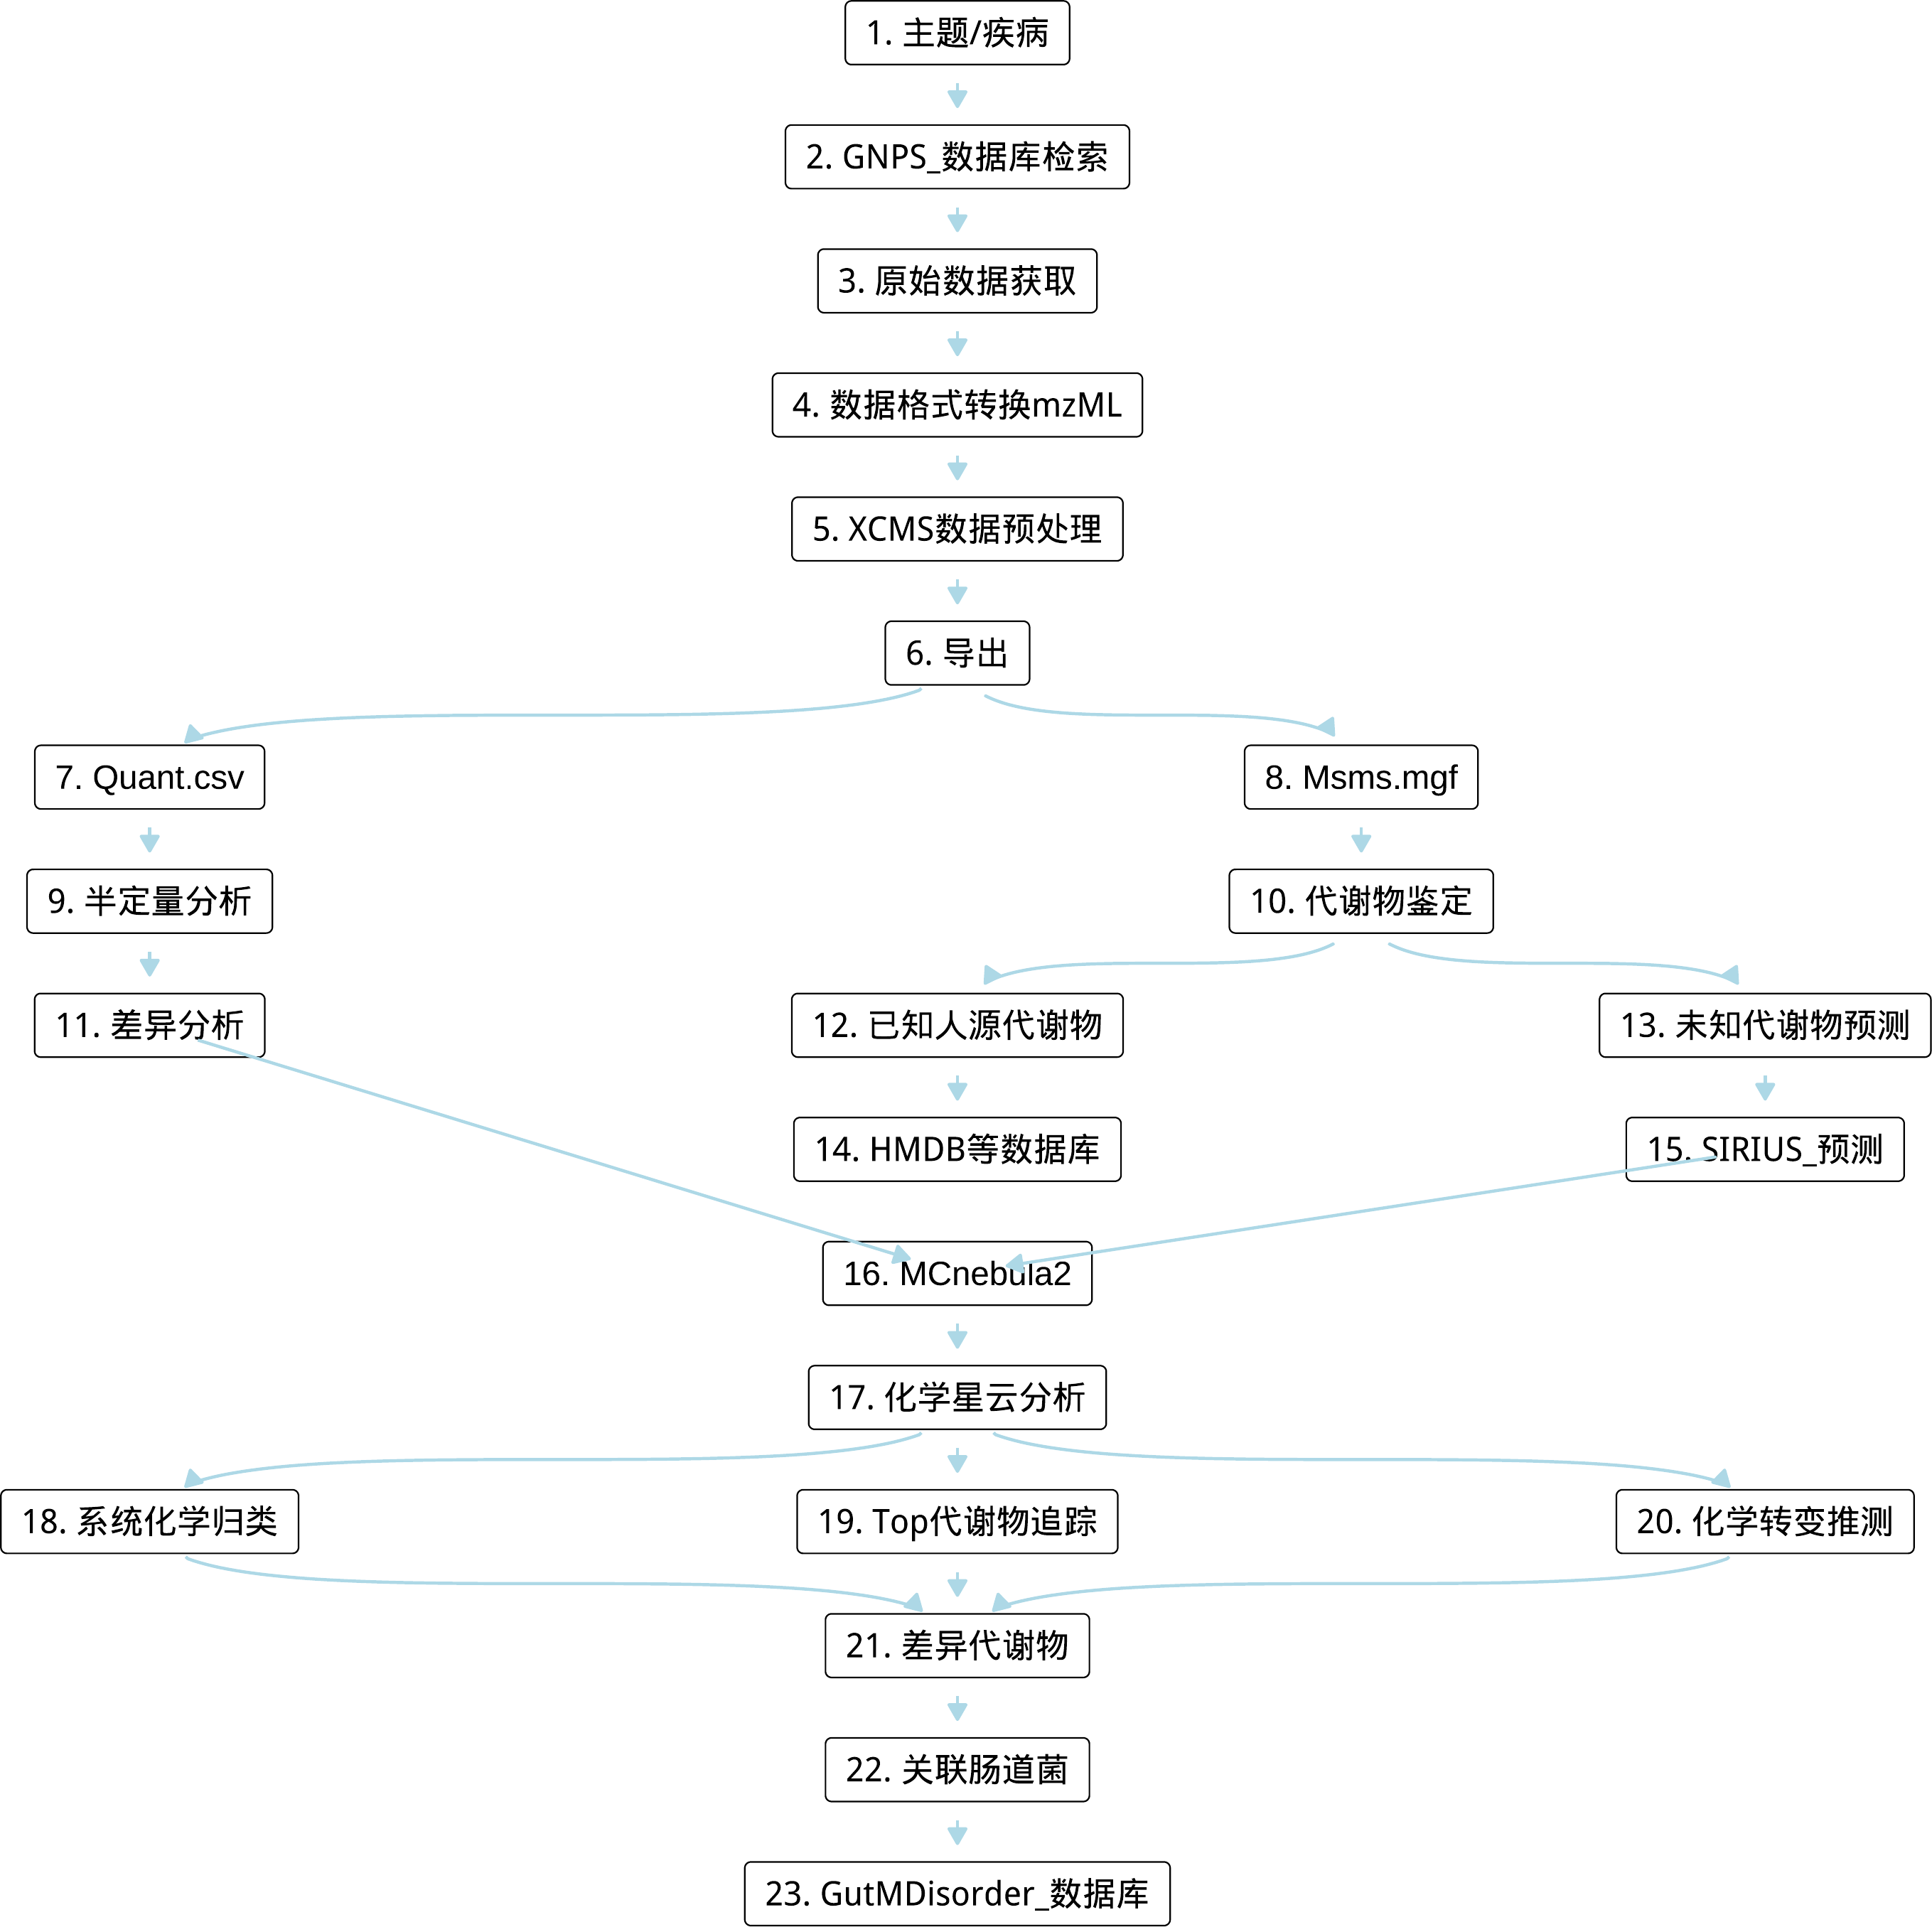 1. 主题/疾病
2. GNPS_数据库检索
3. 原始数据获取
4. 数据格式转换mzML
5. XCMS数据预处理
6. 导出
7. Quant.csv
8. Msms.mgf
9. 半定量分析
10. 代谢物鉴定
11. 差异分析
12. 已知人源代谢物
13. 未知代谢物预测
14. HMDB等数据库
15. SIRIUS_预测
16. MCnebula2
17. 化学星云分析
18. 系统化学归类
19. Top代谢物追踪
20. 化学转变推测
21. 差异代谢物
22. 关联肠道菌
23. GutMDisorder_数据库